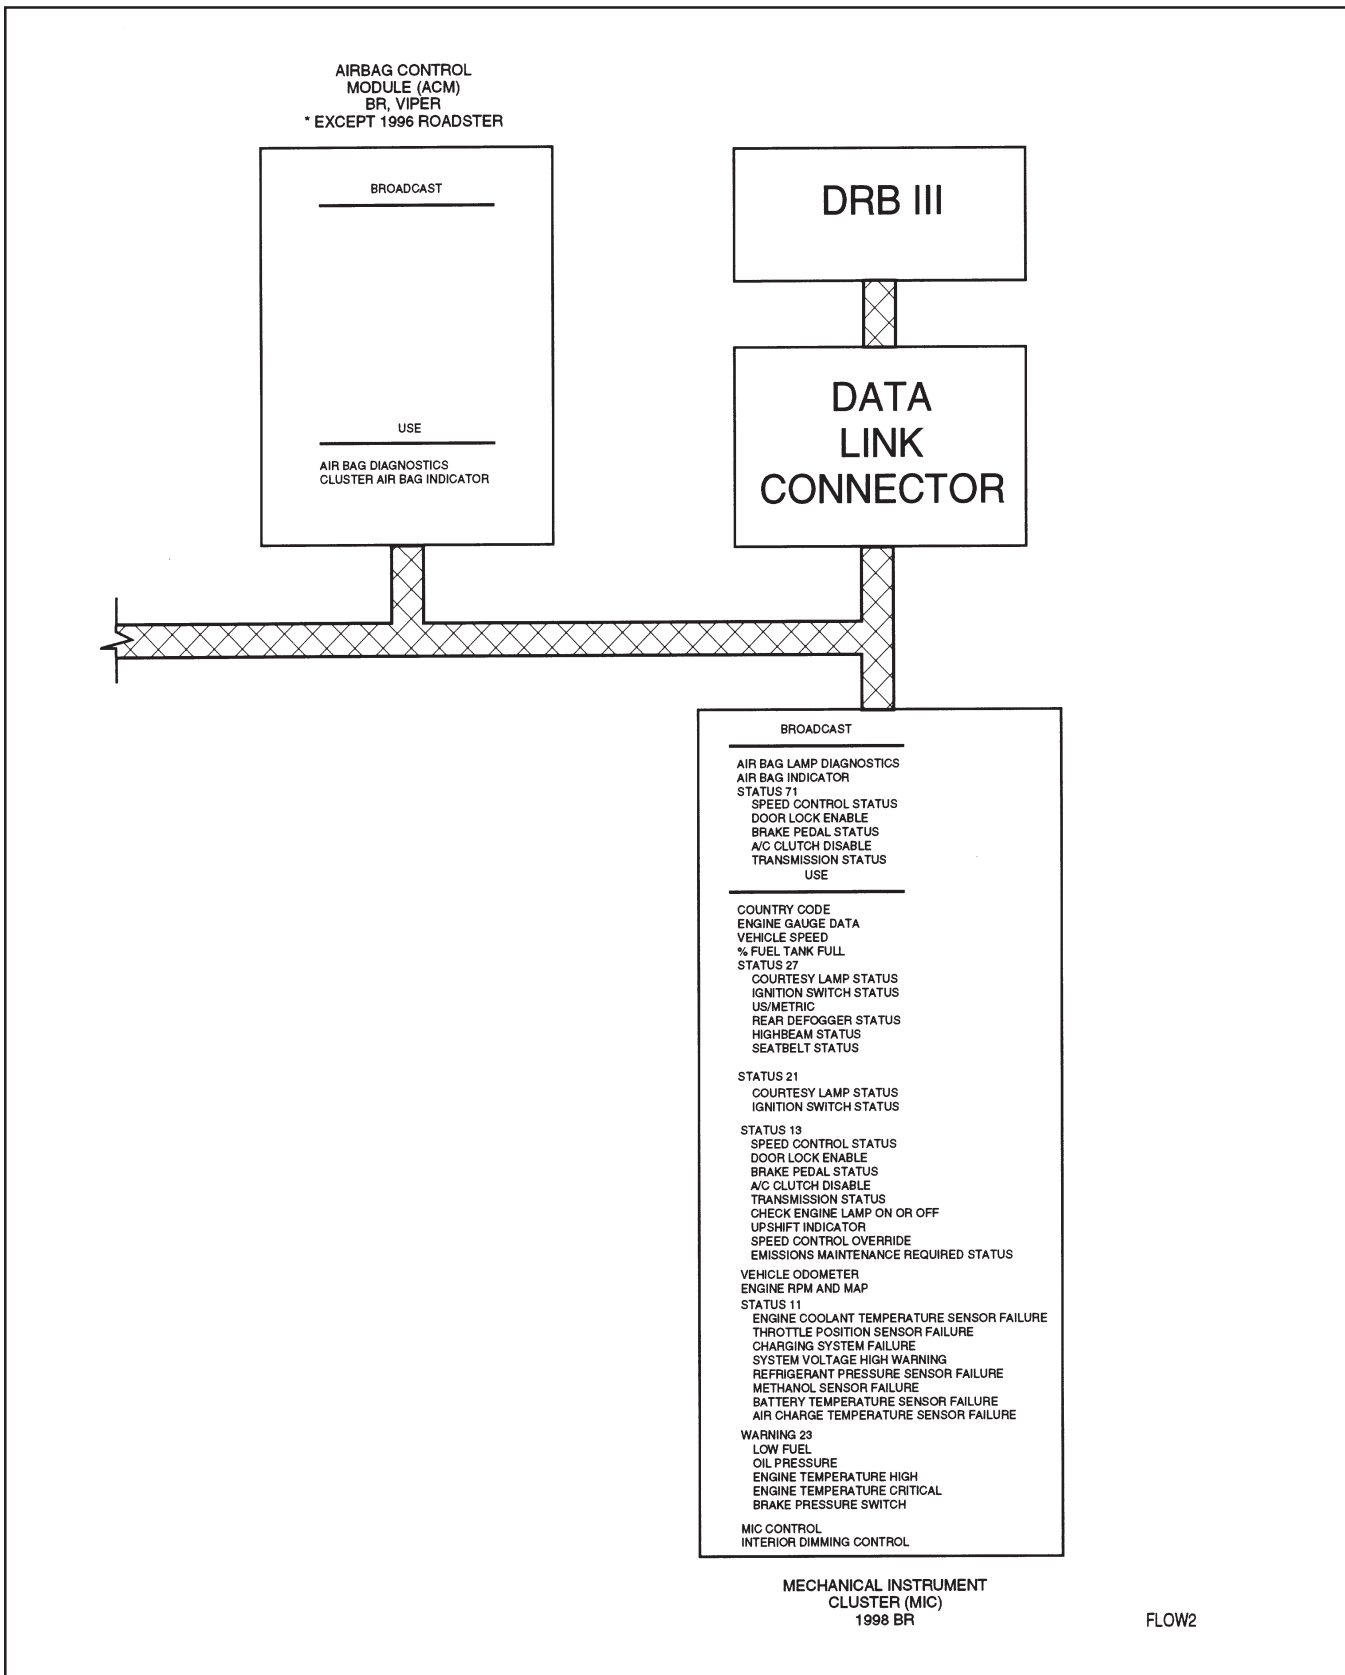 AIRBAG CONTROL
MODULE (ACM)
BR, VIPER
* EXCEPT 1996 ROADSTER
BROADCAST
USE
AIR BAG DIAGNOSTICS
CLUSTER AIR BAG INDICATOR
DRB III
DATA
LINK
CONNECTOR
BROADCAST
AIR BAG LAMP DIAGNOSTICS
AIR BAG INDICATOR
STATUS 71
SPEED CONTROL STATUS
DOOR LOCK ENABLE
BRAKE PEDAL STATUS
A/C CLUTCH DISABLE
TRANSMISSION STATUS
USE
COUNTRY CODE
ENGINE GAUGE DATA
VEHICLE SPEED
% FUEL TANK FULL
STATUS 27
COURTESY LAMP STATUS
IGNITION SWITCH STATUS
US/METRIC
REAR DEFOGGER STATUS
HIGHBEAM STATUS
SEATBELT STATUS
STATUS 21
COURTESY LAMP STATUS
IGNITION SWITCH STATUS
STATUS 13
SPEED CONTROL STATUS
DOOR LOCK ENABLE
BRAKE PEDAL STATUS
A/C CLUTCH DISABLE
TRANSMISSION STATUS
CHECK ENGINE LAMP ON OR OFF
UPSHIFT INDICATOR
SPEED CONTROL OVERRIDE
EMISSIONS MAINTENANCE REQUIRED STATUS
VEHICLE ODOMETER
ENGINE RPM AND MAP
STATUS 11
ENGINE COOLANT TEMPERATURE SENSOR FAILURE
THROTTLE POSITION SENSOR FAILURE
CHARGING SYSTEM FAILURE
SYSTEM VOLTAGE HIGH WARNING
REFRIGERANT PRESSURE SENSOR FAILURE
METHANOL SENSOR FAILURE
BATTERY TEMPERATURE SENSOR FAILURE
AIR CHARGE TEMPERATURE SENSOR FAILURE
WARNING 23
LOW FUEL
OIL PRESSURE
ENGINE TEMPERATURE HIGH
ENGINE TEMPERATURE CRITICAL
BRAKE PRESSURE SWITCH
MIC CONTROL
INTERIOR DIMMING CONTROL
MECHANICAL INSTRUMENT
CLUSTER (MIC)
1998 BR
FLOW2